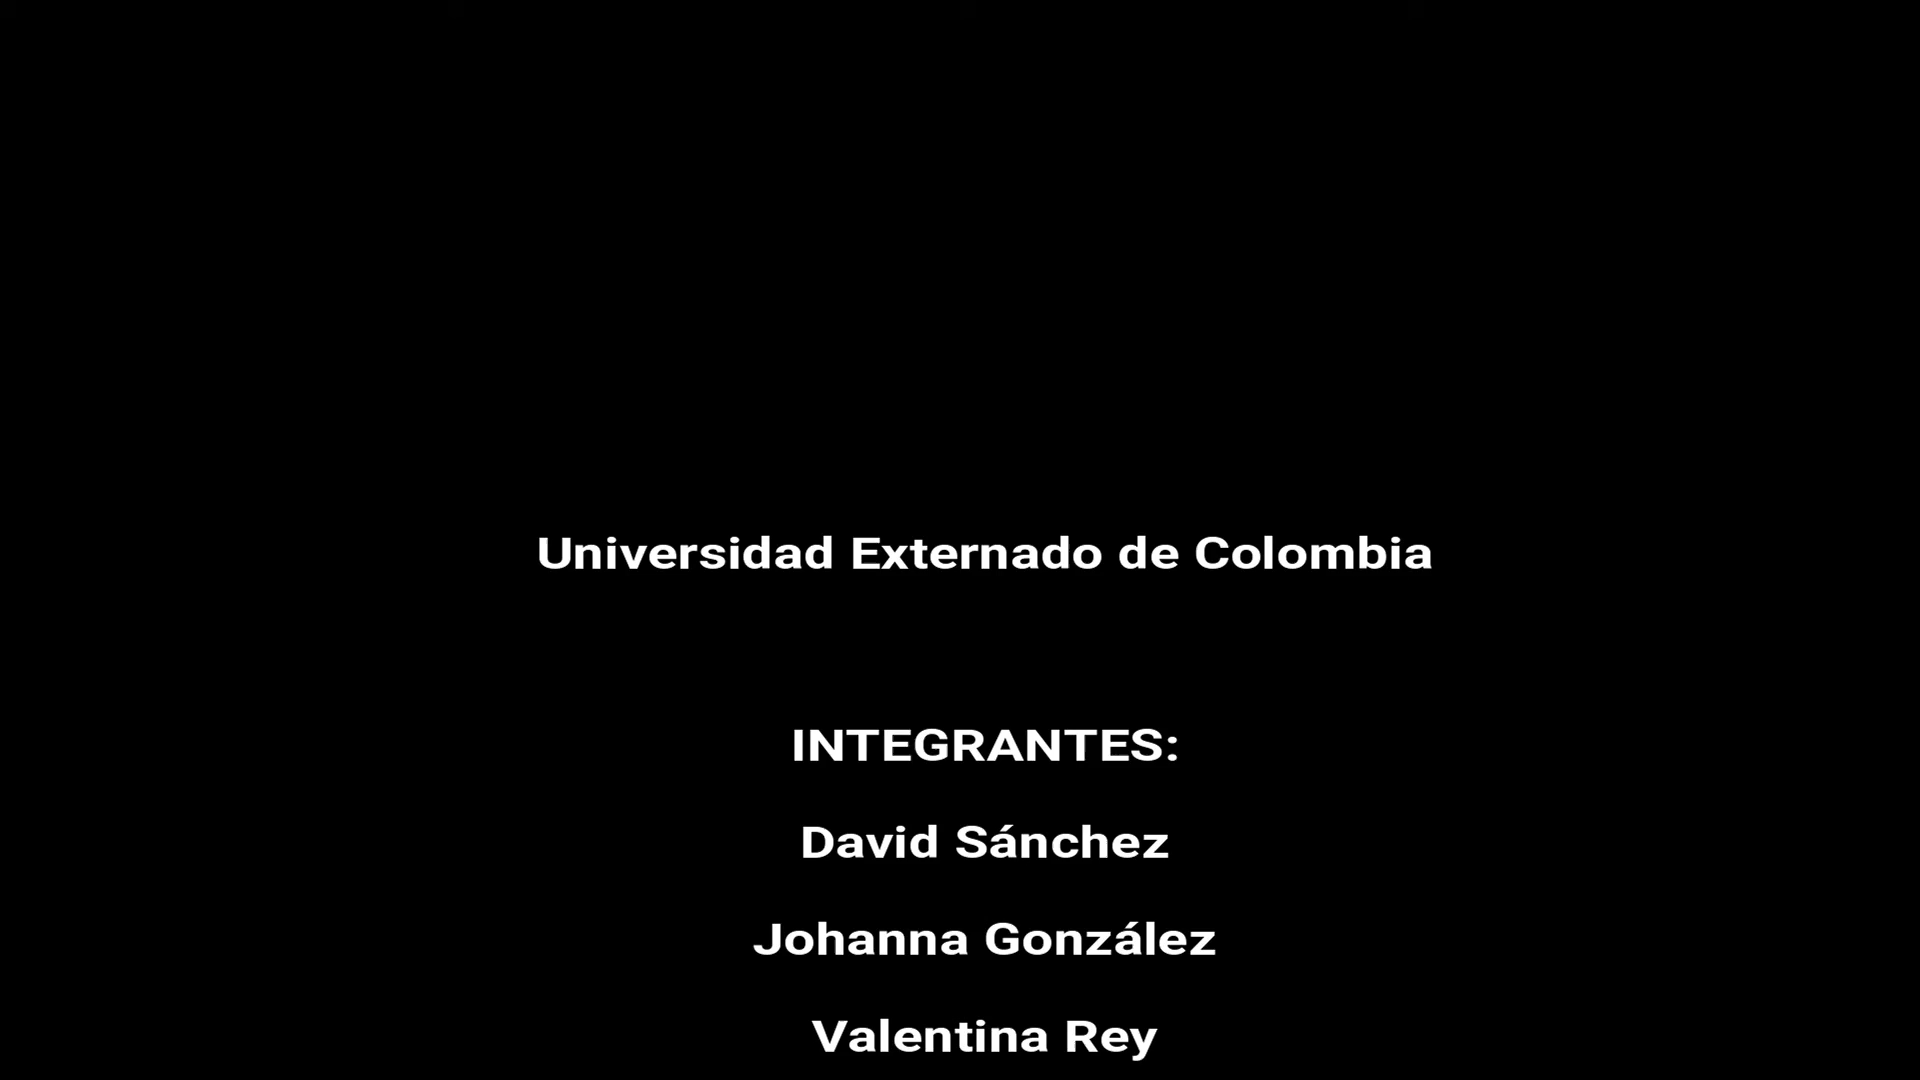 Universidad Externado de Colombia
INTEGRANTES:
David Sánchez
Johanna González
Valentina Rey